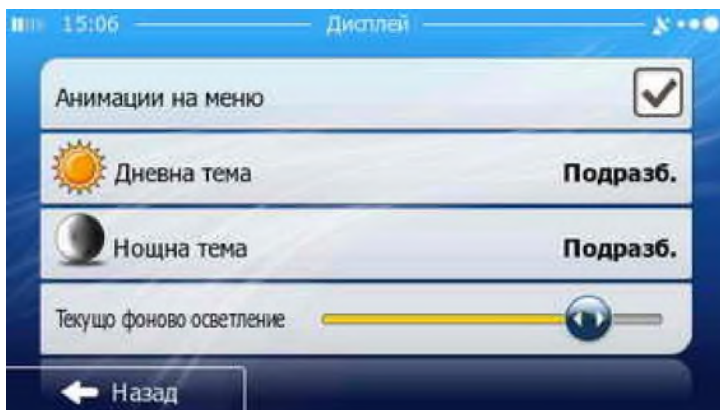 15:06 Дисплей
Анимации на меню
Дневна тема Подразб.
Нощна тема Подразб.
Текущо фоново осветление
Назад